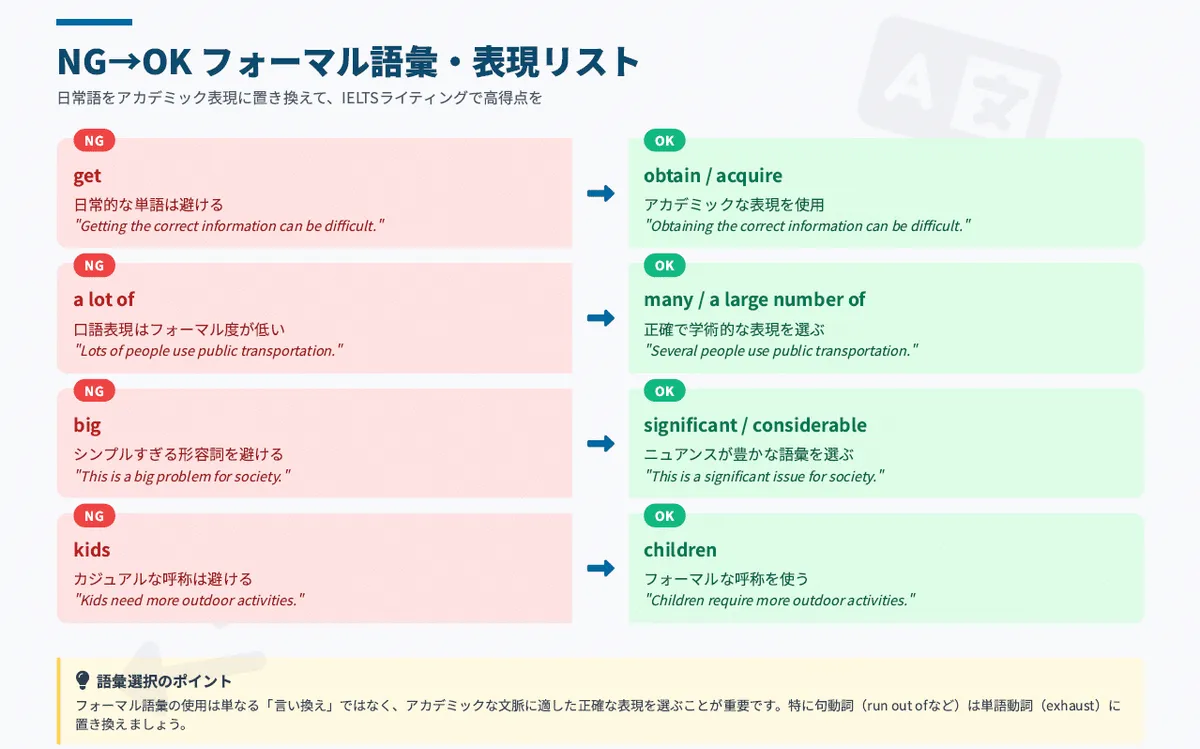 NG→OK フォーマル語彙・表現リスト
日常語をアカデミック表現に置き換えて、IELTSライティングで高得点を
NG
get
日常的な単語は避ける
"Getting the correct information can be difficult."
OK
obtain / acquire
アカデミックな表現を使用
"Obtaining the correct information can be difficult."
NG
a lot of
口語表現はフォーマル度が低い
"Lots of people use public transportation."
OK
many / a large number of
正確で学術的な表現を選ぶ
"Several people use public transportation."
NG
big
シンプルすぎる形容詞を避ける
"This is a big problem for society."
OK
significant / considerable
ニュアンスが豊かな語彙を選ぶ
"This is a significant issue for society."
NG
kids
カジュアルな呼称は避ける
"Kids need more outdoor activities."
OK
children
フォーマルな呼称を使う
"Children require more outdoor activities."
語彙選択のポイント
フォーマル語彙の使用は単なる「言い換え」ではなく、アカデミックな文脈に適した正確な表現を選ぶことが重要です。特に句動詞（run out ofなど）は単語動詞（exhaust）に
置き換えましょう。
A 文